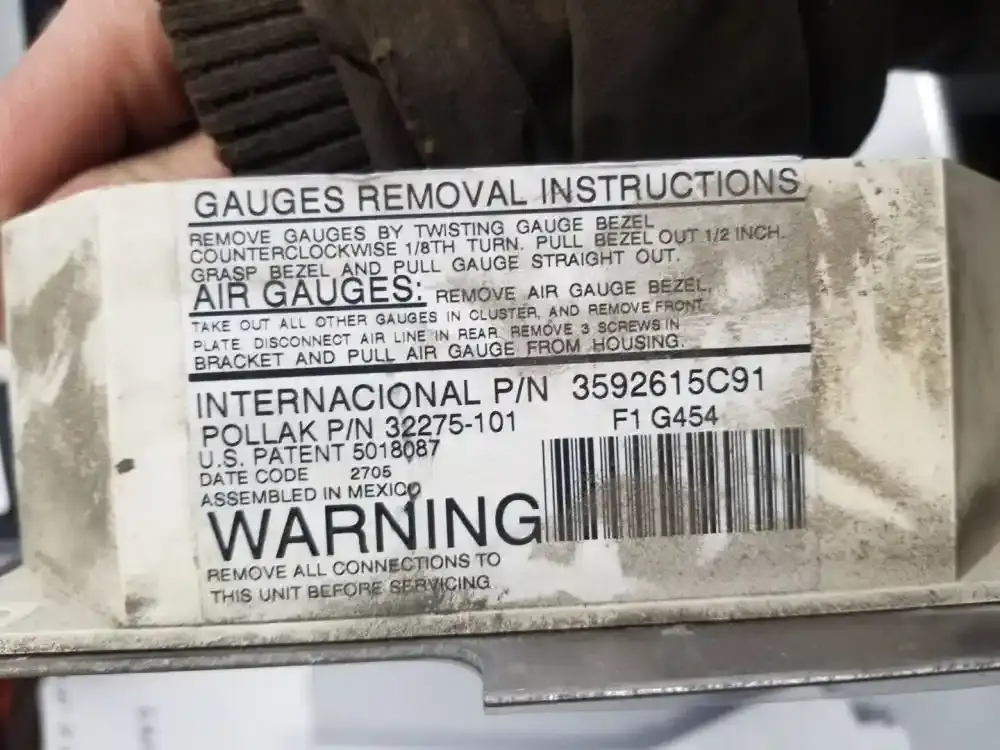 GAUGES REMOVAL INSTRUCTIONS
REMOVE GAUGES BY TWISTING GAUGE BEZEL
COUNTERCLOCKWISE 1/8TH TURN. PULL BEZEL OUT 1/2 INCH.
GRASP BEZEL AND PULL GAUGE STRAIGHT OUT.
AIR GAUGES: REMOVE AIR GAUGE BEZEL,
TAKE OUT ALL OTHER GAUGES IN CLUSTER, AND REMOVE FRONT
PLATE. DISCONNECT AIR LINE IN REAR. REMOVE 3 SCREWS IN
BRACKET AND PULL AIR GAUGE FROM HOUSING.
INTERNACIONAL P/N 3592615C91
POLLAK P/N 32275-101 F1 G454
U.S. PATENT 5018087
DATE CODE 2705
ASSEMBLED IN MEXICO
WARNING
REMOVE ALL CONNECTIONS TO
THIS UNIT BEFORE SERVICING